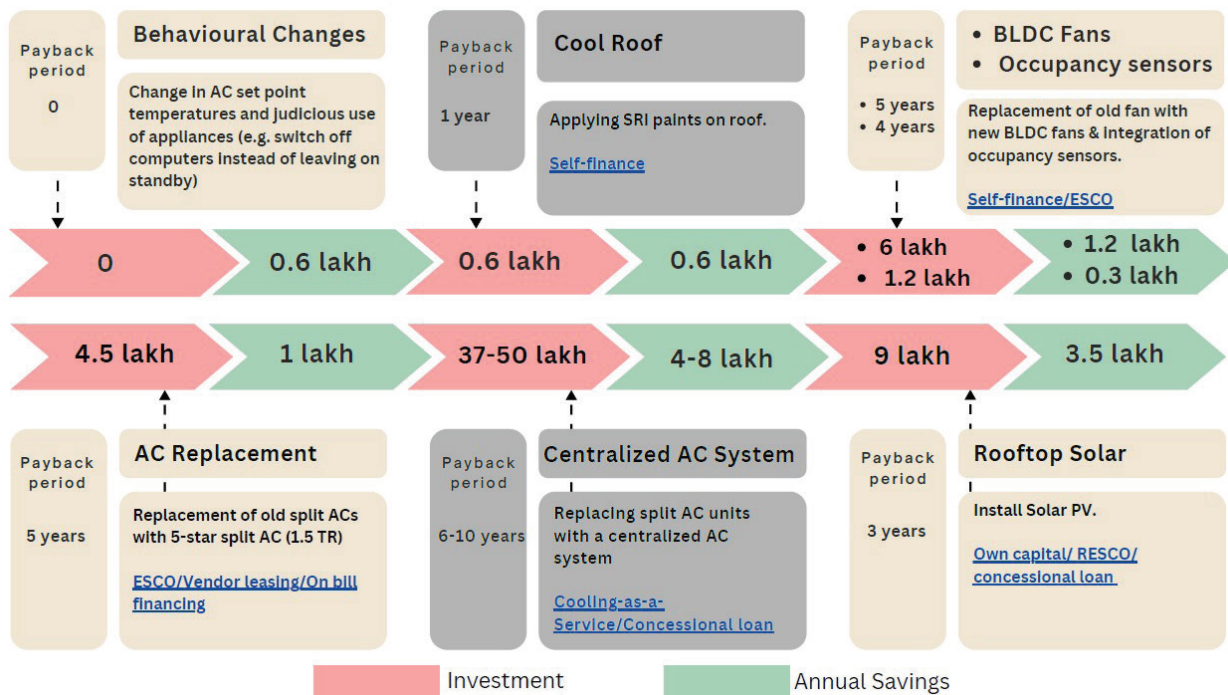 Payback
period
0
Behavioural Changes
Change in AC set point
temperatures and judicious use
of appliances (e.g. switch off
computers instead of leaving on
standby)
Payback
period
1 year
Cool Roof
Applying SRI paints on roof.
Self-finance
Payback
period
• 5 years
• 4 years
• BLDC Fans
• Occupancy sensors
Replacement of old fan with
new BLDC fans & integration of
occupancy sensors.
Self-finance/ESCO
0
0.6 lakh
0.6 lakh
0.6 lakh
• 6 lakh
• 1.2 lakh
• 1.2 lakh
• 0.3 lakh
4.5 lakh
1 lakh
37-50 lakh
4-8 lakh
9 lakh
3.5 lakh
Payback
period
5 years
AC Replacement
Replacement of old split ACs
with 5-star split AC (1.5 TR)
ESCO/Vendor leasing/On bill
financing
Payback
period
6-10 years
Centralized AC System
Replacing split AC units
with a centralized AC
system
Cooling-as-a-
Service/Concessional loan
Payback
period
3 years
Rooftop Solar
Install Solar PV.
Own capital/ RESCO/
concessional loan
Investment
Annual Savings